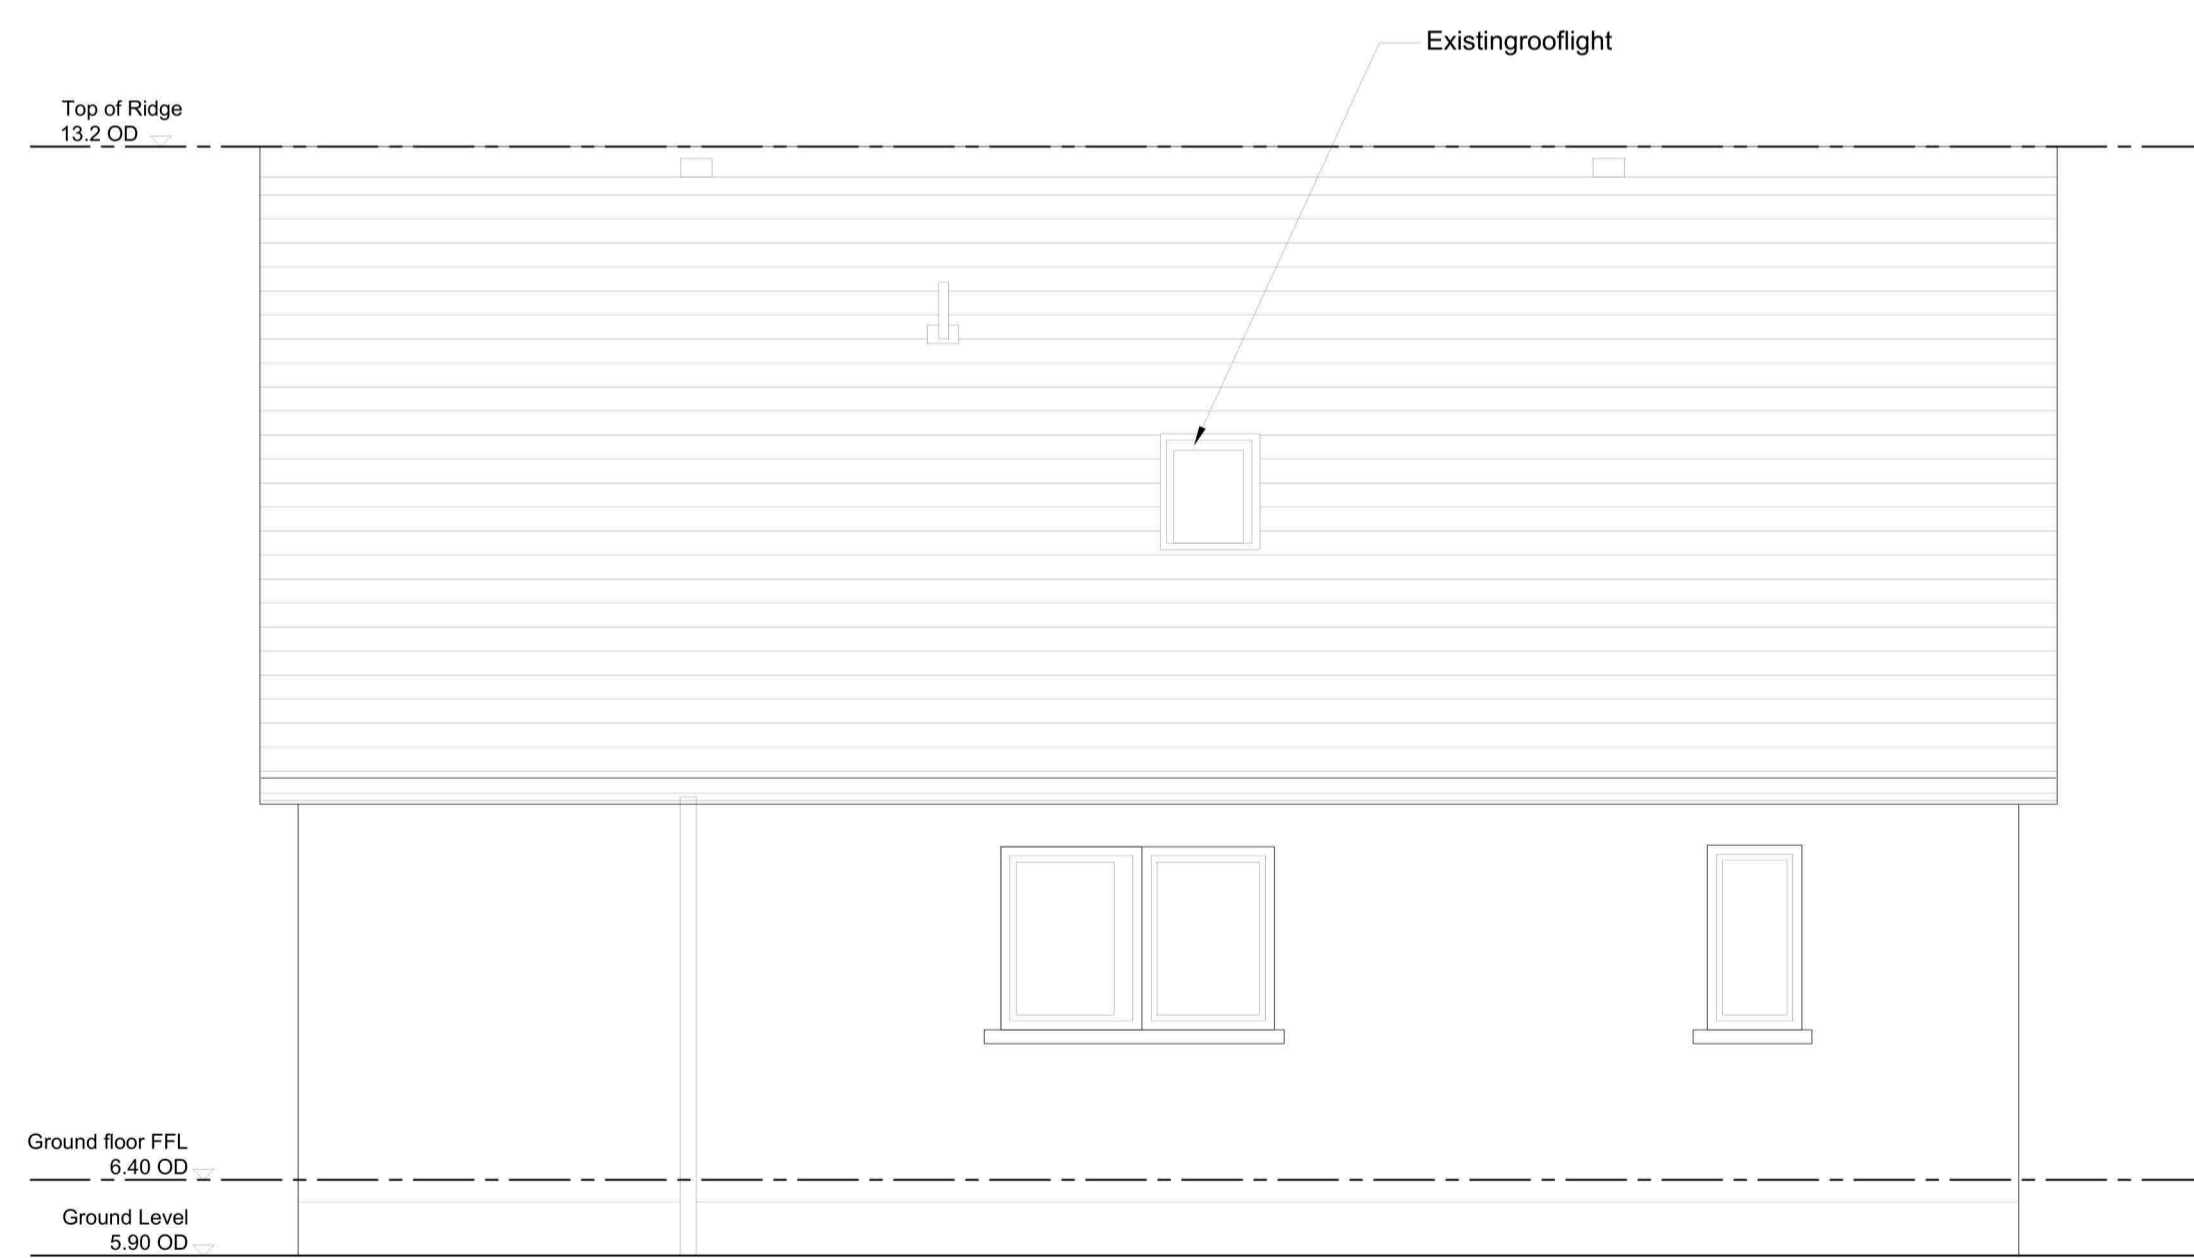 Existingrooflight
Top of Ridge
13.2 OD
Ground floor FFL
6.40 OD
Ground Level
5.90 OD